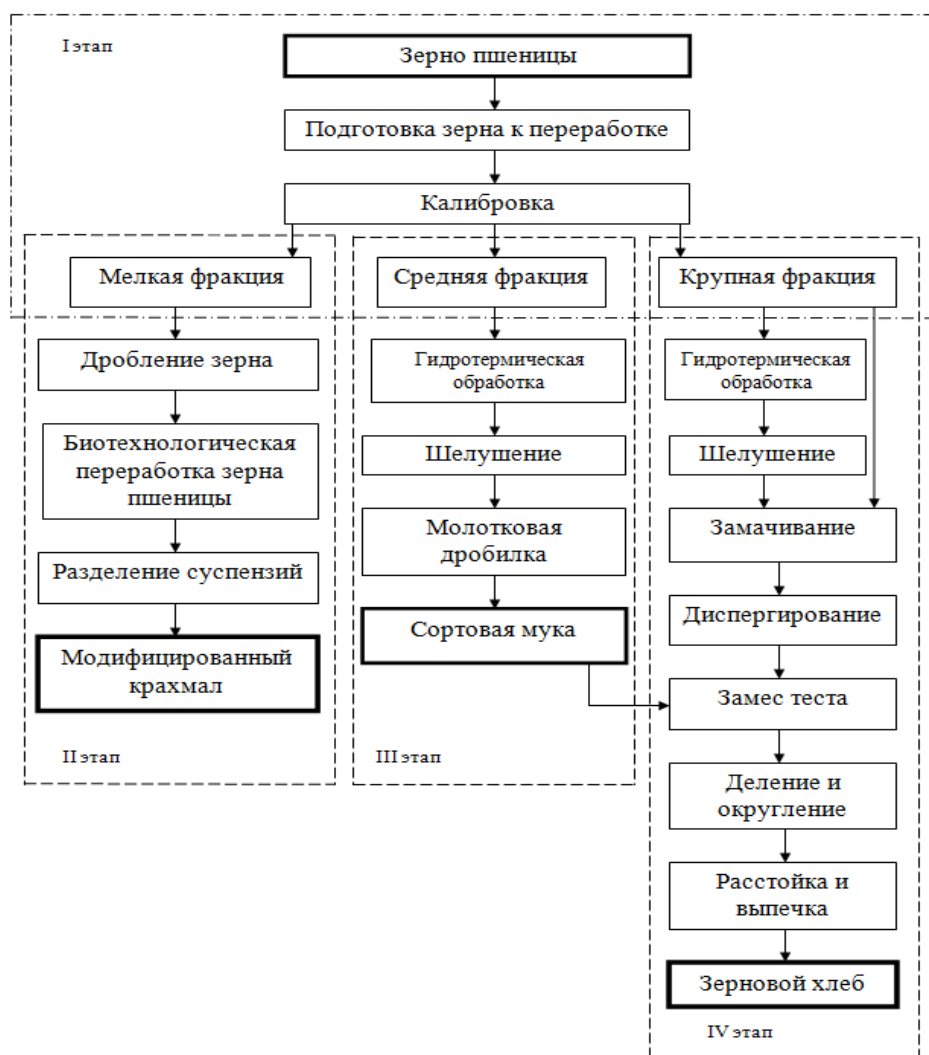 I этап
Зерно пшеницы
Подготовка зерна к переработке
Калибровка
Мелкая фракция
Средняя фракция
Крупная фракция
Дробление зерна
Биотехнологическая
переработка зерна
пшеницы
Разделение суспензий
Модифицированный
крахмал
II этап
Гидротермическая
обработка
Шелушение
Молотковая
дробилка
Сортовая мука
III этап
Гидротермическая
обработка
Шелушение
Замачивание
Диспергирование
Замес теста
Деление и
округление
Расстойка и
выпечка
Зерновой хлеб
IV этап